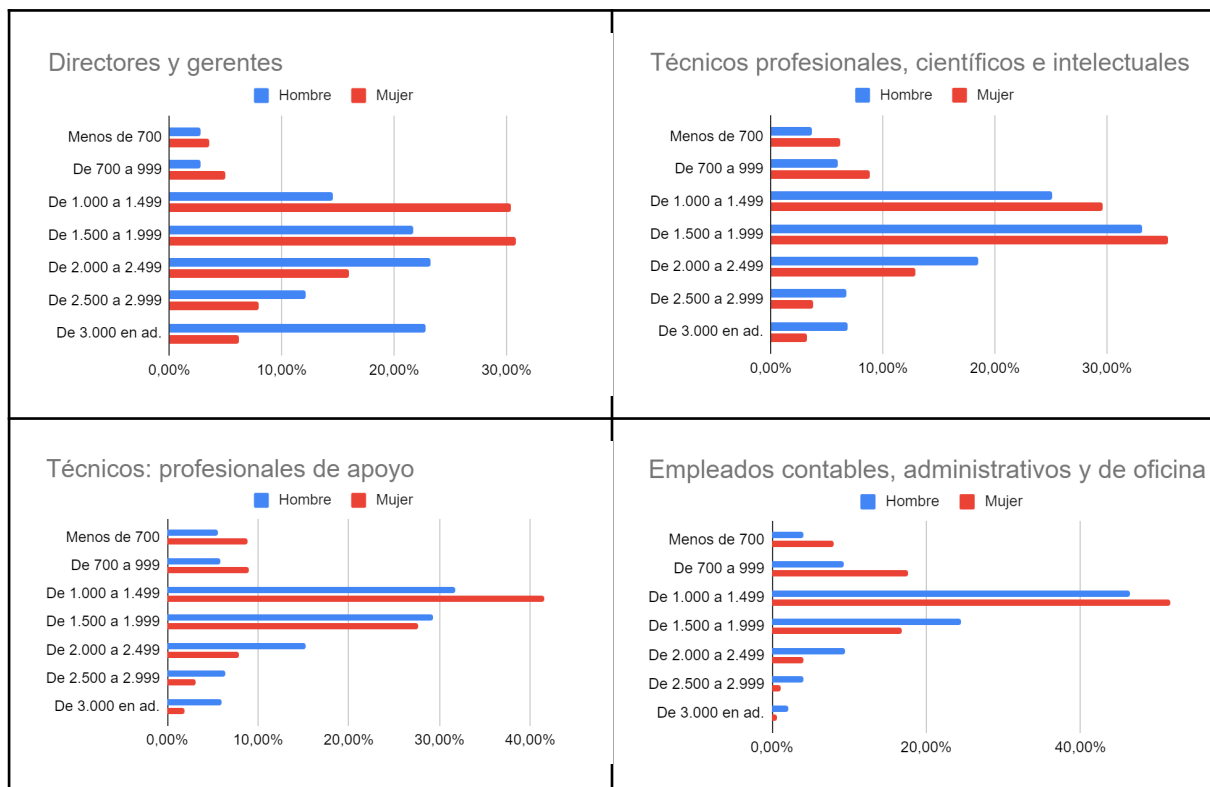 Directores y gerentes
Hombre Mujer
Menos de 700
De 700 a 999
De 1.000 a 1.499
De 1.500 a 1.999
De 2.000 a 2.499
De 2.500 a 2.999
De 3.000 en ad.
0,00% 10,00% 20,00% 30,00%
Técnicos profesionales, científicos e intelectuales
Hombre Mujer
Menos de 700
De 700 a 999
De 1.000 a 1.499
De 1.500 a 1.999
De 2.000 a 2.499
De 2.500 a 2.999
De 3.000 en ad.
0,00% 10,00% 20,00% 30,00%
Técnicos: profesionales de apoyo
Hombre Mujer
Menos de 700
De 700 a 999
De 1.000 a 1.499
De 1.500 a 1.999
De 2.000 a 2.499
De 2.500 a 2.999
De 3.000 en ad.
0,00% 10,00% 20,00% 30,00% 40,00%
Empleados contables, administrativos y de oficina
Hombre Mujer
Menos de 700
De 700 a 999
De 1.000 a 1.499
De 1.500 a 1.999
De 2.000 a 2.499
De 2.500 a 2.999
De 3.000 en ad.
0,00% 20,00% 40,00%